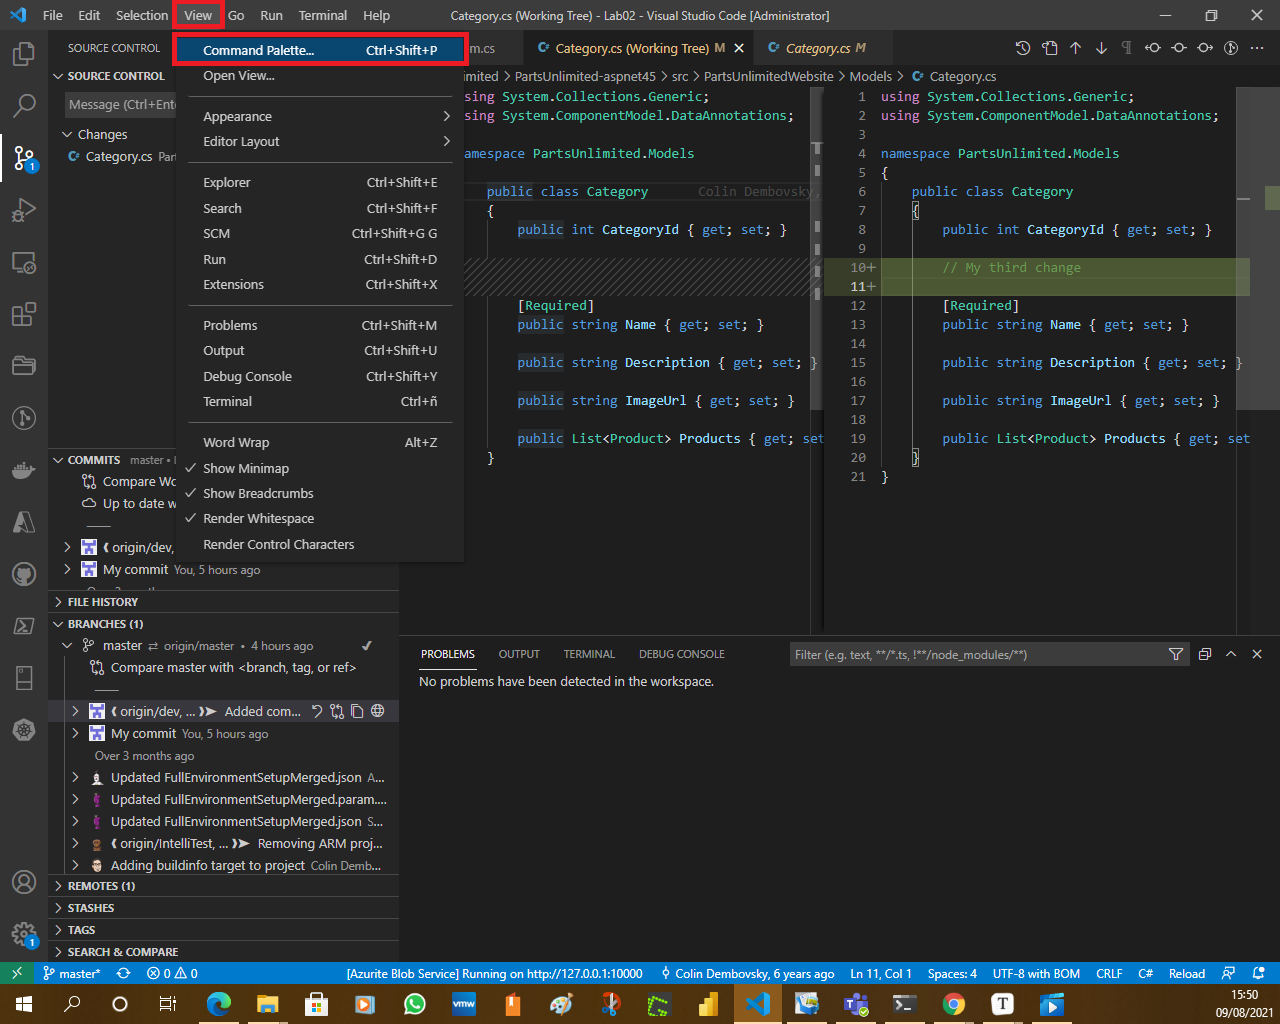 File Edit Selection View Go Run Terminal Help
Category.cs (Working Tree) - Lab02 - Visual Studio Code [Administrator]
SOURCE CONTROL
SOURCE CONTROL
Message (Ctrl+Ente
Changes
Category.cs Part
1
Command Palette... Ctrl+Shift+P
Open View...
Appearance
Editor Layout
Explorer Ctrl+Shift+E
Search Ctrl+Shift+F
SCM Ctrl+Shift+G G
Run Ctrl+Shift+D
Extensions Ctrl+Shift+X
Problems Ctrl+Shift+M
Output Ctrl+Shift+U
Debug Console Ctrl+Shift+Y
Terminal Ctrl+ñ
Word Wrap Alt+Z
✓ Show Minimap
✓ Show Breadcrumbs
✓ Render Whitespace
Render Control Characters
m.cs
Category.cs (Working Tree) M
Category.cs M
imited > PartsUnlimited-aspnet45 > src > PartsUnlimitedWebsite > Models > Category.cs
sing System.Collections.Generic;
sing System.ComponentModel.DataAnnotations;
amespace PartsUnlimited.Models
public class Category Colin Dembovsky,
{
public int CategoryId { get; set; }
[Required]
public string Name { get; set; }
public string Description { get; set; }
public string ImageUrl { get; set; }
public List<Product> Products { get; set
}
1 using System.Collections.Generic;
2 using System.ComponentModel.DataAnnotations;
3
4 namespace PartsUnlimited.Models
5 {
6 public class Category
7 {
8 public int CategoryId { get; set; }
9
10+ // My third change
11+
12 [Required]
13 public string Name { get; set; }
14
15 public string Description { get; set; }
16
17 public string ImageUrl { get; set; }
18
19 public List<Product> Products { get; set
20 }
21 }
COMMITS master •
Compare Wo
Up to date w
origin/dev,
My commit You, 5 hours ago
FILE HISTORY
BRANCHES (1)
master ⇄ origin/master • 4 hours ago ✓
Compare master with <branch, tag, or ref>
origin/dev, ... Added com...
My commit You, 5 hours ago
Over 3 months ago
Updated FullEnvironmentSetupMerged.json A...
Updated FullEnvironmentSetupMerged.param....
Updated FullEnvironmentSetupMerged.json S...
origin/IntelliTest, ... Removing ARM proj...
Adding buildinfo target to project Colin Demb...
REMOTES (1)
STASHES
TAGS
SEARCH & COMPARE
1
PROBLEMS OUTPUT TERMINAL DEBUG CONSOLE
Filter (e.g. text, **/*.ts, !**/node_modules/**)
No problems have been detected in the workspace.
master* 0 0 [Azurite Blob Service] Running on http://127.0.0.1:10000 Colin Dembovsky, 6 years ago Ln 11, Col 1 Spaces: 4 UTF-8 with BOM CRLF C# Reload
vmw
T
15:50
09/08/2021